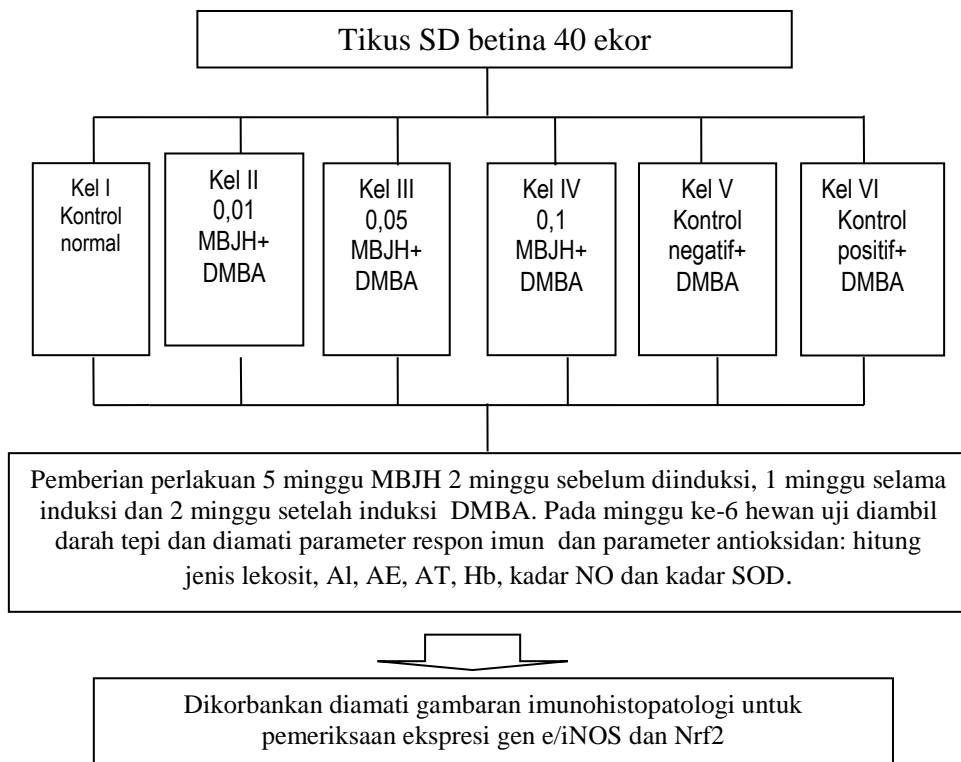 Tikus SD betina 40 ekor
Kel I
Kontrol
normal
Kel II
0,01
MBJH+
DMBA
Kel III
0,05
MBJH+
DMBA
Kel IV
0,1
MBJH+
DMBA
Kel V
Kontrol
negatif+
DMBA
Kel VI
Kontrol
positif+
DMBA
Pemberian perlakuan 5 minggu MBJH 2 minggu sebelum diinduksi, 1 minggu selama
induksi dan 2 minggu setelah induksi DMBA. Pada minggu ke-6 hewan uji diambil
darah tepi dan diamati parameter respon imun dan parameter antioksidan: hitung
jenis lekosit, Al, AE, AT, Hb, kadar NO dan kadar SOD.
Dikorbankan diamati gambaran imunohistopatologi untuk
pemeriksaan ekspresi gen e/iNOS dan Nrf2